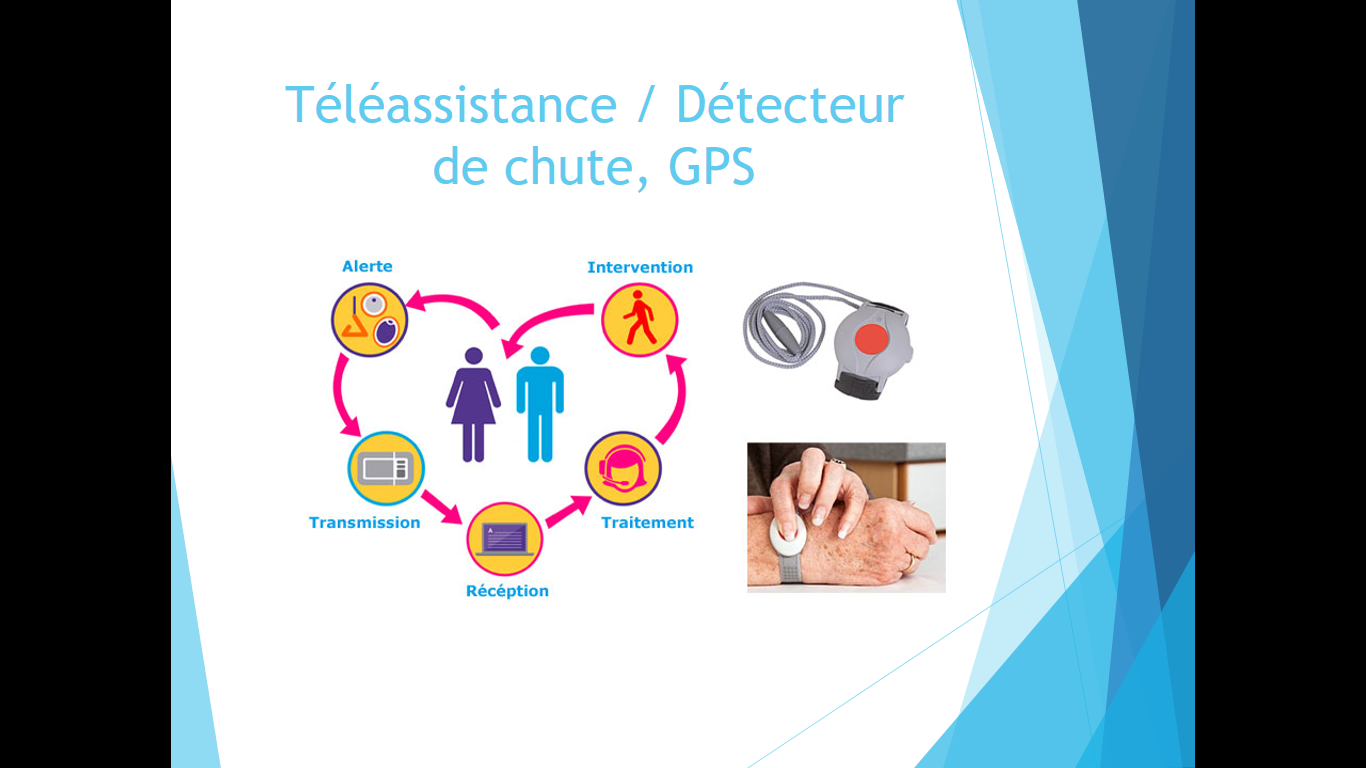 Téléassistance / Détecteur
de chute, GPS
Alerte
Intervention
Transmission
Traitement
A
Récéption